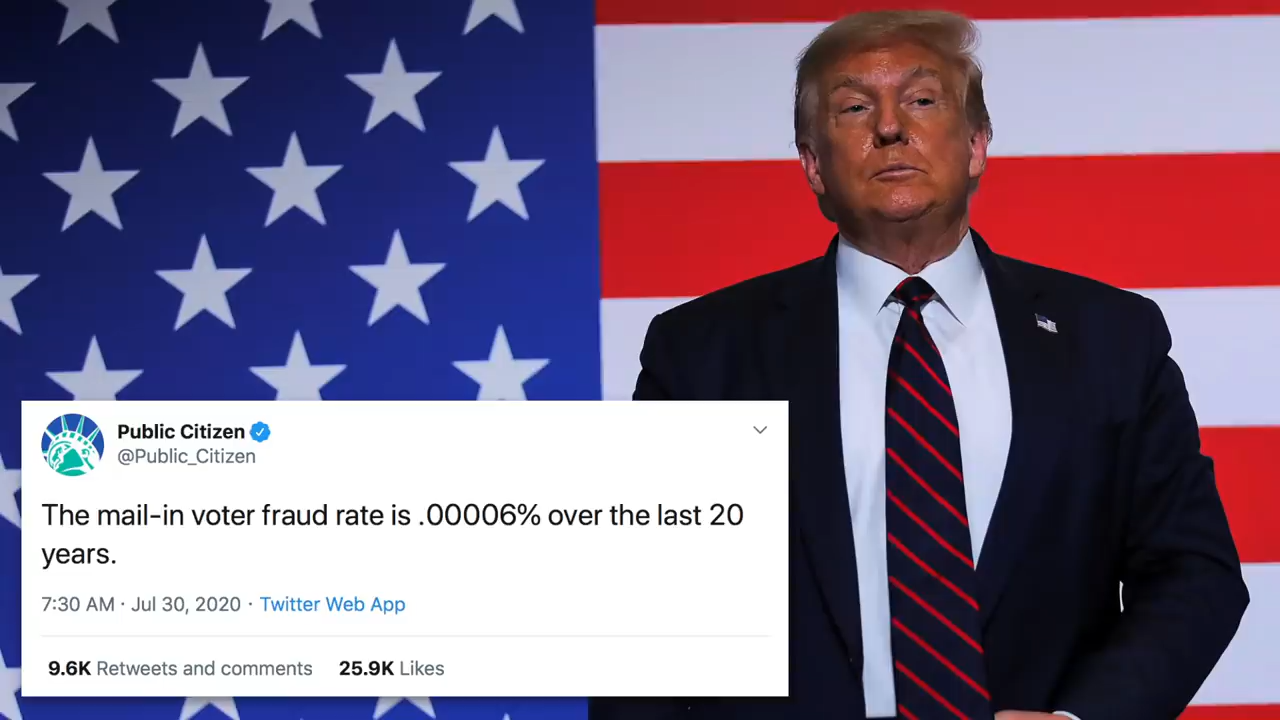 Public Citizen
@Public_Citizen
The mail-in voter fraud rate is .00006% over the last 20
years.
7:30 AM · Jul 30, 2020 · Twitter Web App
9.6K Retweets and comments 25.9K Likes